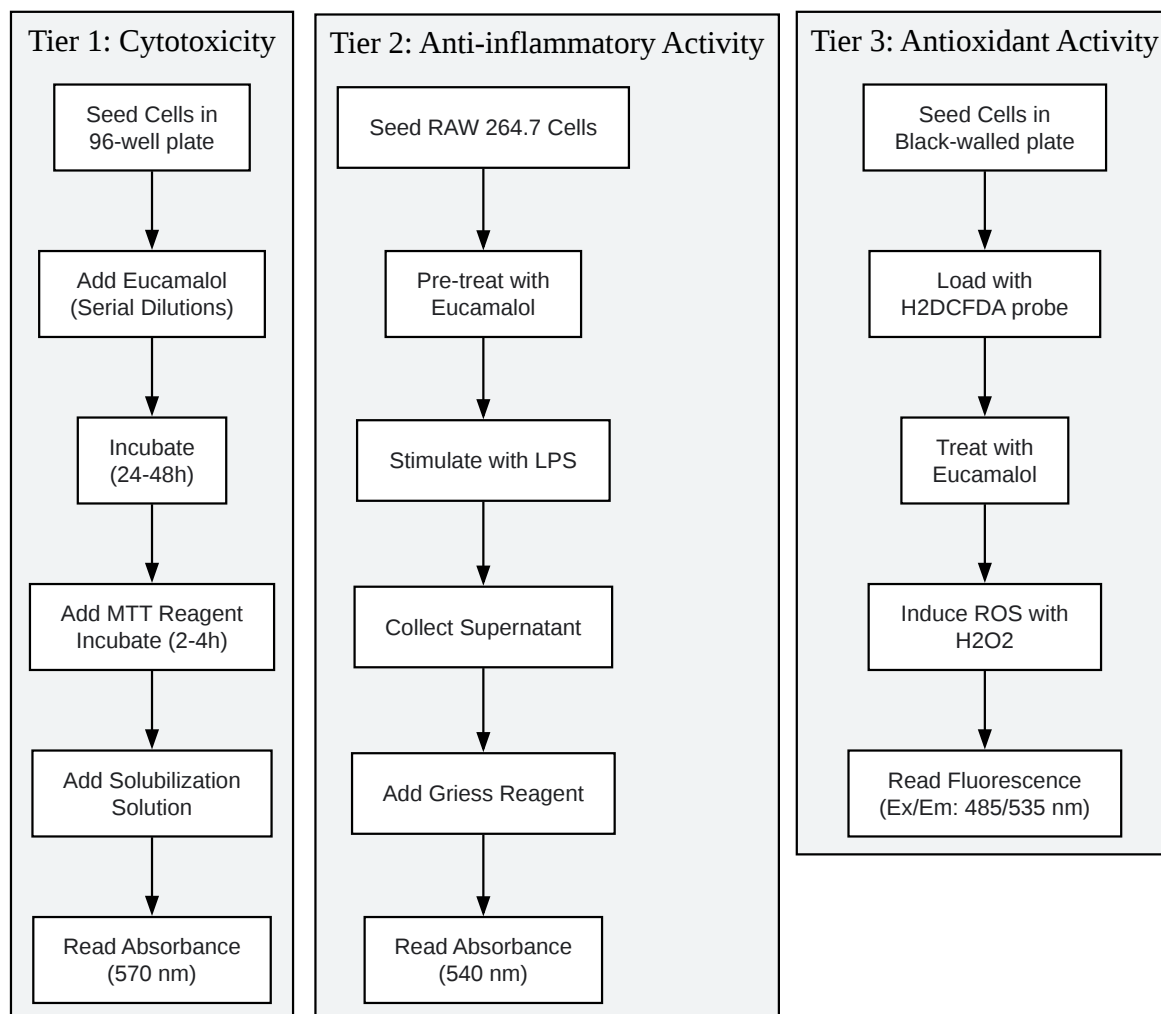 Tier 1: Cytotoxicity
Seed Cells in
96-well plate
Add Eucamalol
(Serial Dilutions)
Incubate
(24-48h)
Add MTT Reagent
Incubate (2-4h)
Add Solubilization
Solution
Read Absorbance
(570 nm)
Tier 2: Anti-inflammatory Activity
Seed RAW 264.7 Cells
Pre-treat with
Eucamalol
Stimulate with LPS
Collect Supernatant
Add Griess Reagent
Read Absorbance
(540 nm)
Tier 3: Antioxidant Activity
Seed Cells in
Black-walled plate
Load with
H2DCFDA probe
Treat with
Eucamalol
Induce ROS with
H2O2
Read Fluorescence
(Ex/Em: 485/535 nm)